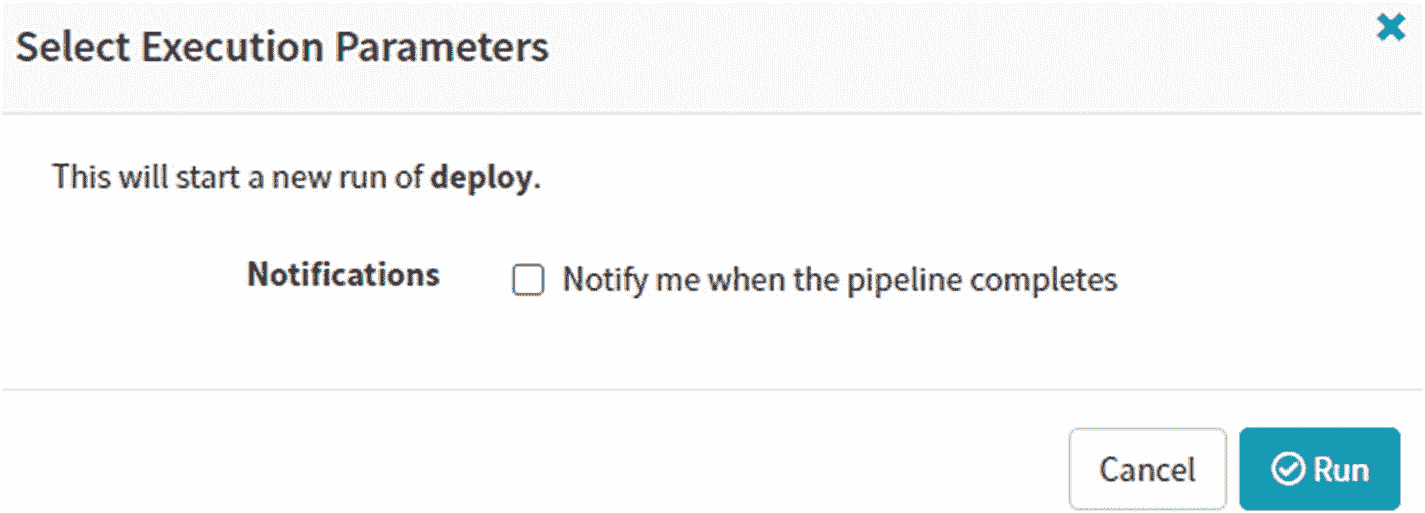 Select Execution Parameters
This will start a new run of deploy.
Notifications
Notify me when the pipeline completes
Cancel
Run